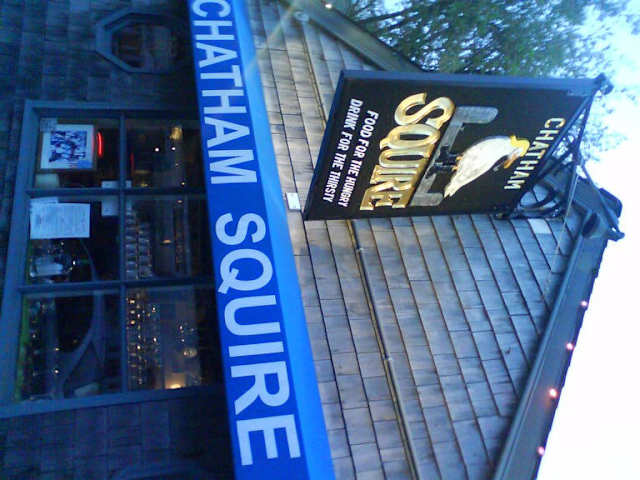 CHATHAM
SQUIRE
FOOD FOR THE HUNGRY
DRINK FOR THE THIRSTY
CHATHAM SQUIRE